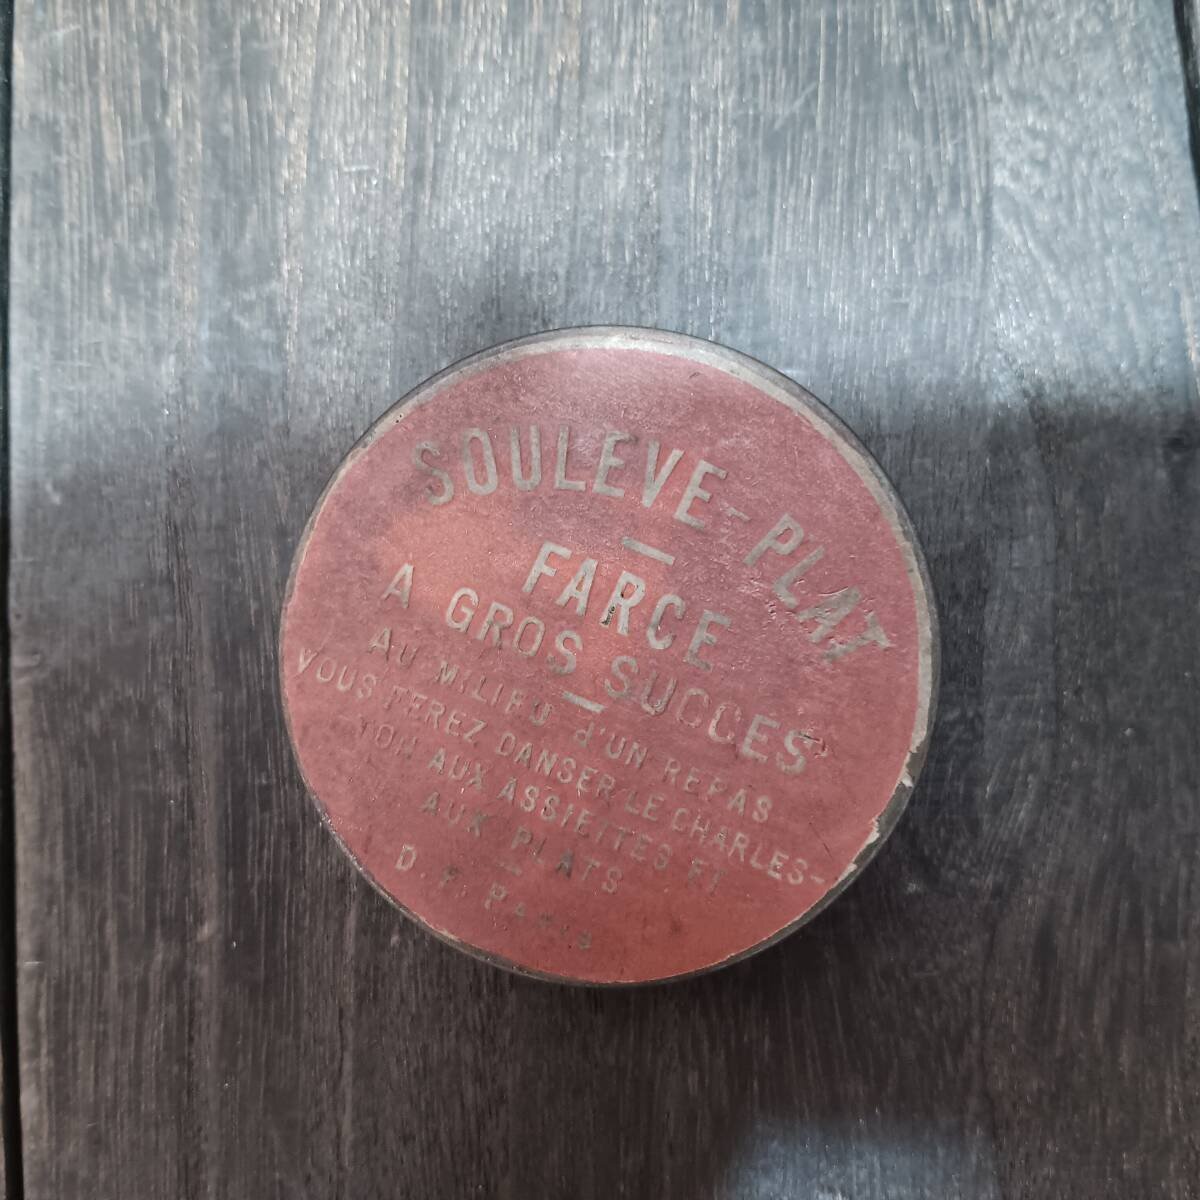 SOULEVE-PLAT
FARCE
A GROS SUCCES
AU MILIEU d'UN REPAS
VOUS FEREZ DANSER LE CHARLES-
TON AUX ASSIETTES ET
AUX PLATS
D. F. PARIS